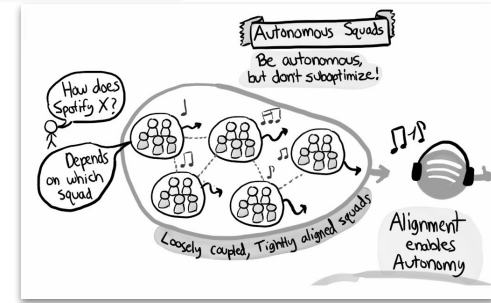 Autonomous Squads
Be autonomous,
but don't suboptimize!
How does
Spotify X?
Depends
on which
squad
Loosely coupled, Tightly aligned squads
Alignment
enables
Autonomy